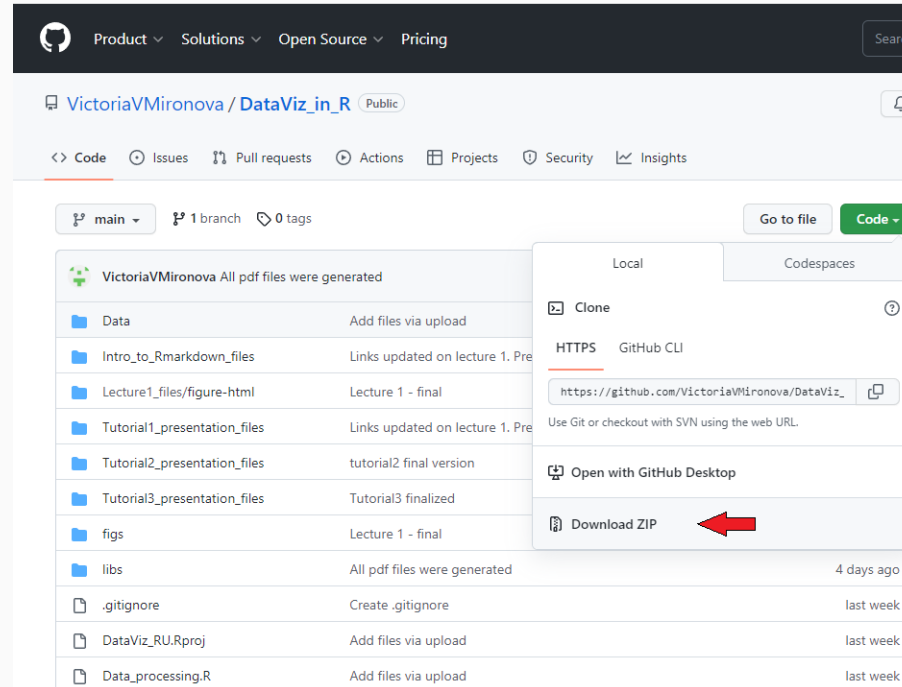 Product Solutions Open Source Pricing
VictoriaVMironova / DataViz_in_R Public
Code Issues Pull requests Actions Projects Security Insights
main 1 branch 0 tags Go to file Code
Local Codespaces
VictoriaVMironova All pdf files were generated
Clone
Data Add files via upload
HTTPS GitHub CLI
Intro_to_Rmarkdown_files Links updated on lecture 1.
https://github.com/VictoriaVMironova/DataViz_
Lecture1_files/figure-html Lecture 1 - final
Use Git or checkout with SVN using the web URL.
Tutorial1_presentation_files Links updated on lecture 1.
Tutorial2_presentation_files tutorial2 final version
Open with GitHub Desktop
Tutorial3_presentation_files Tutorial3 finalized
Download ZIP
figs Lecture 1 - final
libs All pdf files were generated 4 days ago
.gitignore Create .gitignore last week
DataViz_RU.Rproj Add files via upload last week
Data_processing.R Add files via upload last week